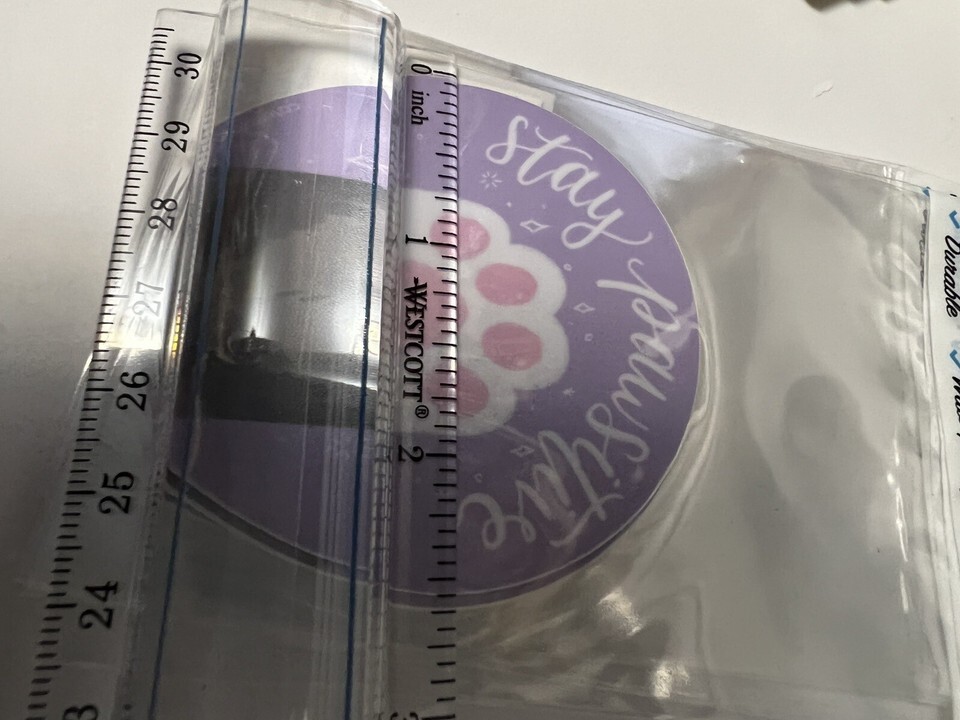 stay
pawsitive
0 inch
1
WESTCOTT®
2
30
29
28
27
26
25
24
Durable